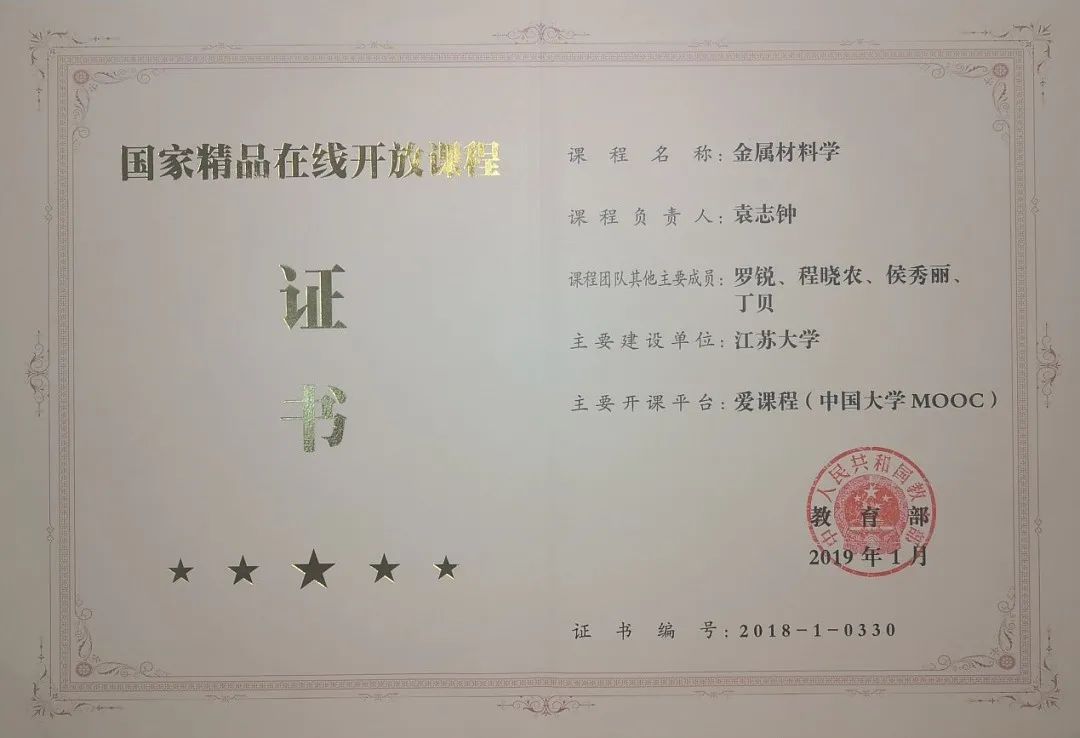 国家精品在线开放课程
证
书
课程名称：金属材料学
课程负责人：袁志钟
课程团队其他主要成员：罗锐、程晓农、侯秀丽、
丁贝
主要建设单位：江苏大学
主要开课平台：爱课程（中国大学MOOC）
中华人民共和国教育部
教育部
2019年1月
证书编号：2018-1-0330